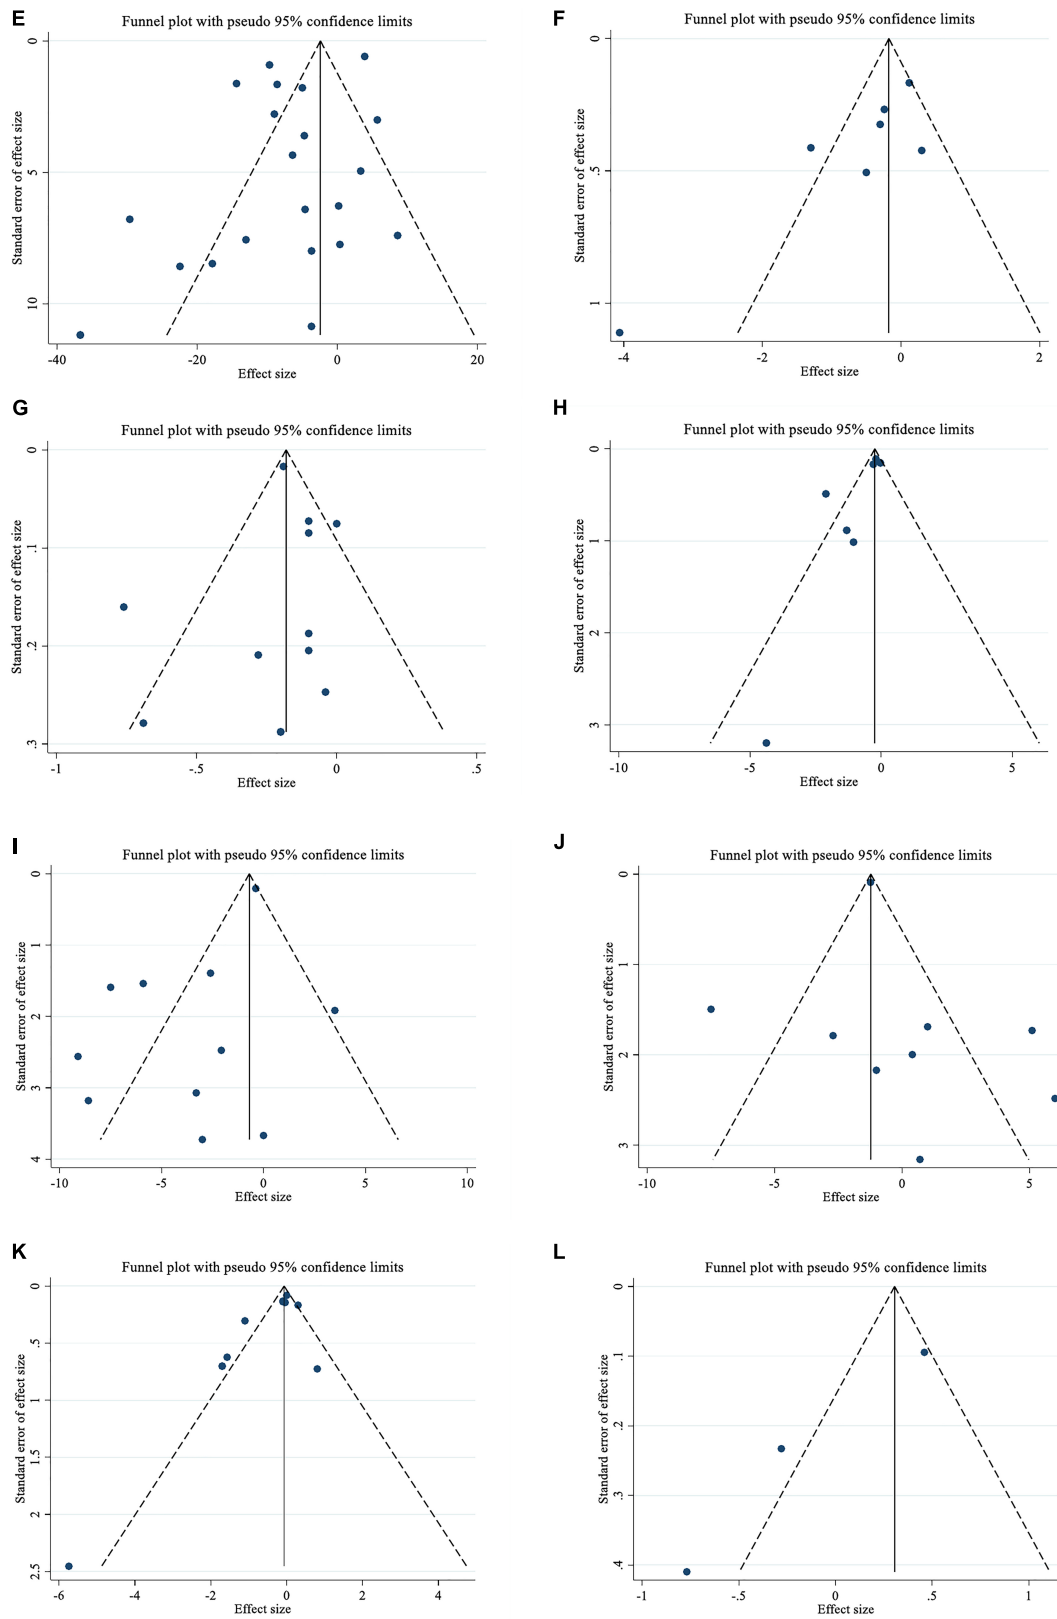 E
Funnel plot with pseudo 95% confidence limits
Standard error of effect size
0
5
10
-40
-20
0
20
Effect size
F
Funnel plot with pseudo 95% confidence limits
Standard error of effect size
0
.5
1
-4
-2
0
2
Effect size
G
Funnel plot with pseudo 95% confidence limits
Standard error of effect size
0
.1
.2
.3
-1
-.5
0
.5
Effect size
H
Funnel plot with pseudo 95% confidence limits
Standard error of effect size
0
1
2
3
-10
-5
0
5
Effect size
I
Funnel plot with pseudo 95% confidence limits
Standard error of effect size
0
1
2
3
4
-10
-5
0
5
10
Effect size
J
Funnel plot with pseudo 95% confidence limits
Standard error of effect size
0
1
2
3
-10
-5
0
5
Effect size
K
Funnel plot with pseudo 95% confidence limits
Standard error of effect size
0
.5
1
1.5
2
2.5
-6
-4
-2
0
2
4
Effect size
L
Funnel plot with pseudo 95% confidence limits
Standard error of effect size
0
.1
.2
.3
.4
-1
-.5
0
.5
1
Effect size